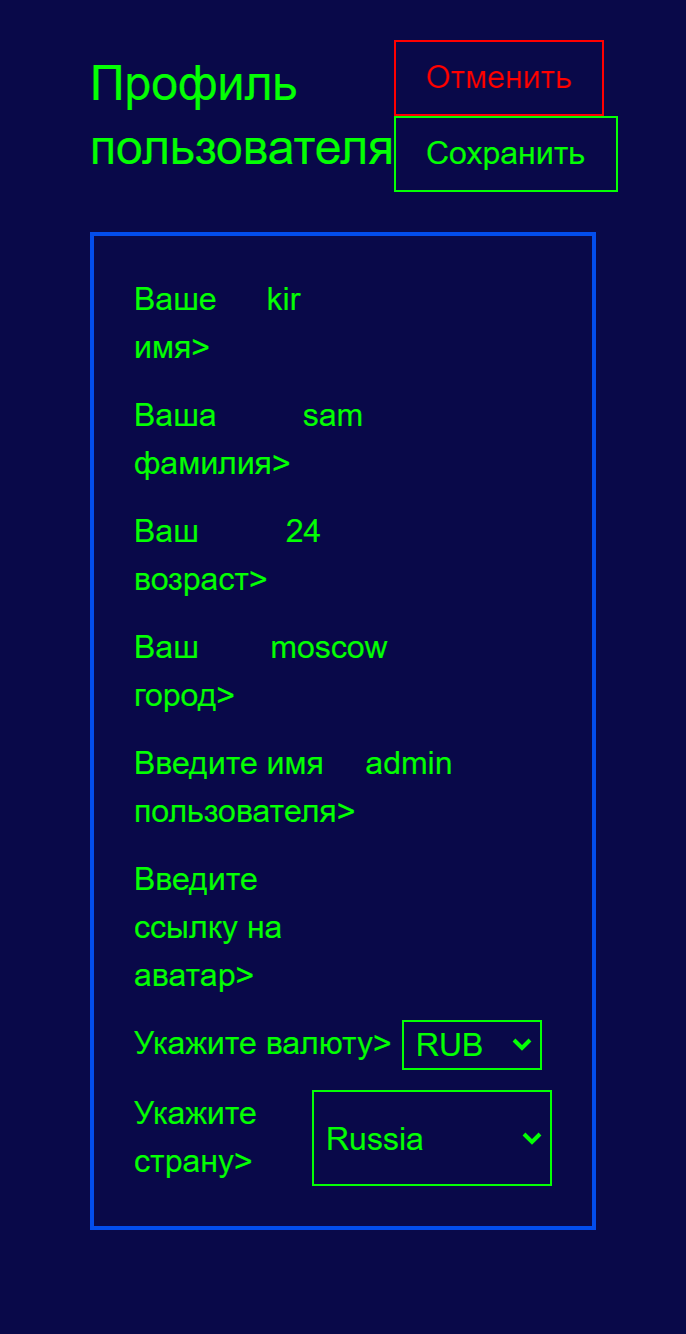 Профиль
пользователя
Отменить
Сохранить
Ваше kir
имя>
Ваша sam
фамилия>
Ваш 24
возраст>
Ваш moscow
город>
Введите имя admin
пользователя>
Введите
ссылку на
аватар>
Укажите валюту> RUB
Укажите
страну>
Russia